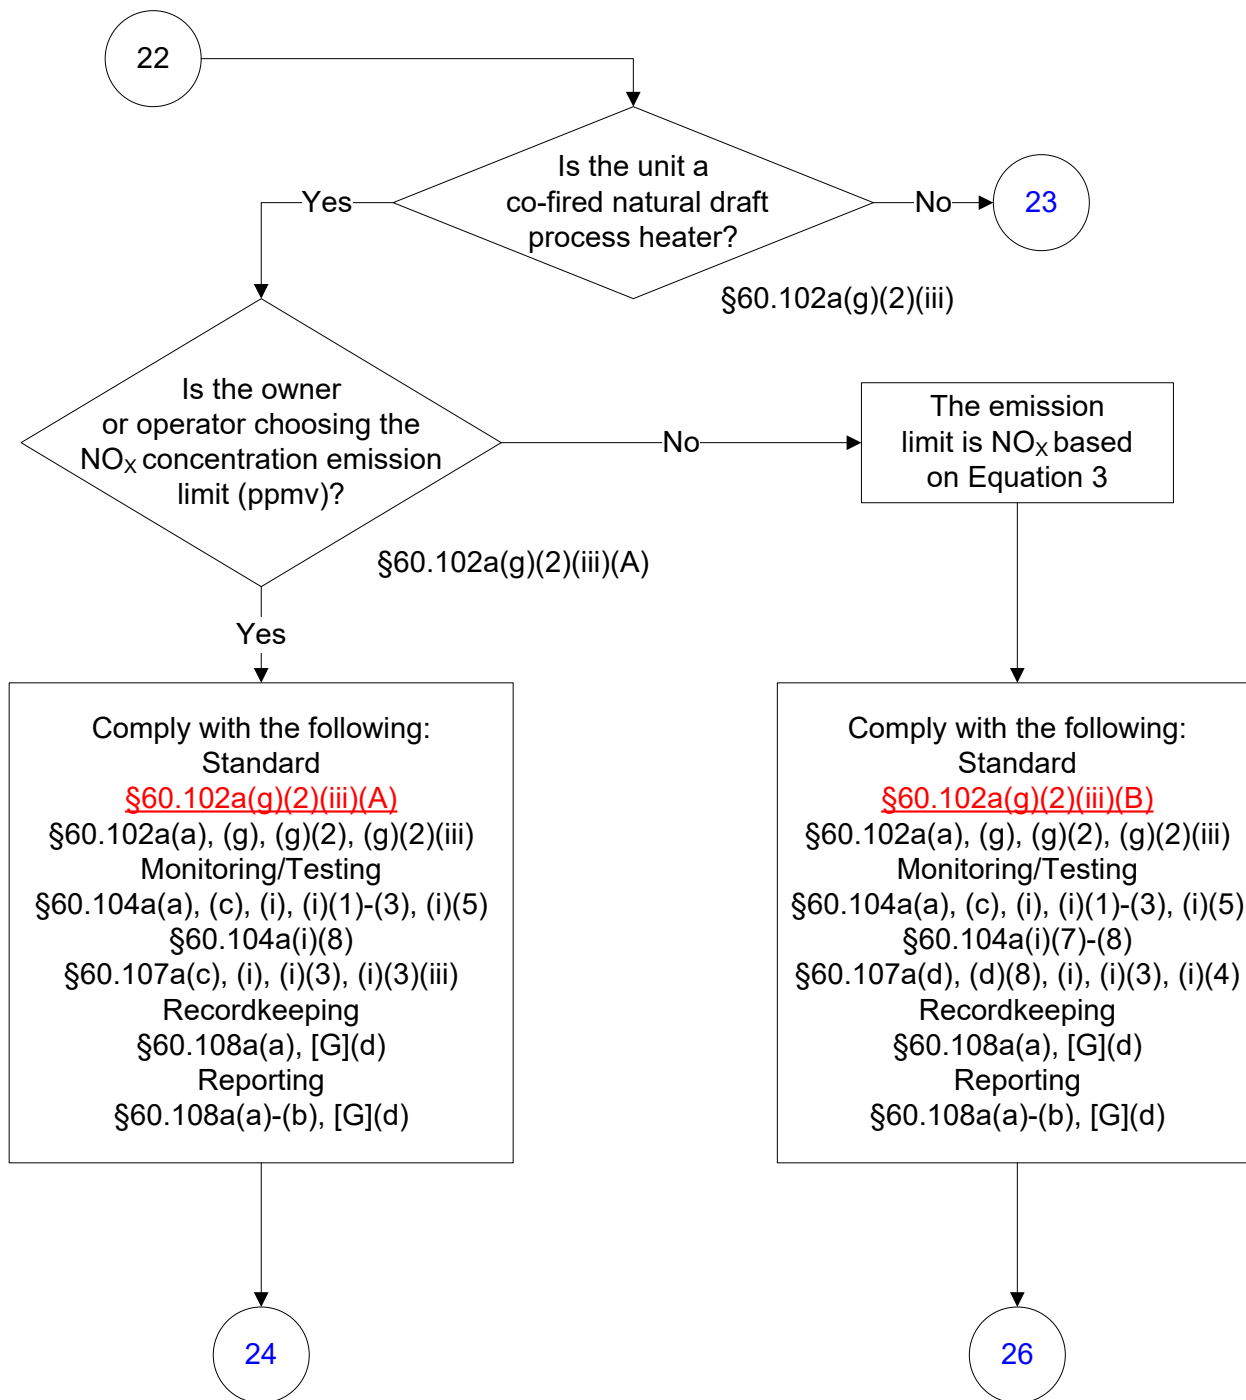 22
Is the unit a
co-fired natural draft
process heater?
Yes
No
23
§60.102a(g)(2)(iii)
Is the owner
or operator choosing the
NOX concentration emission
limit (ppmv)?
No
The emission
limit is NOX based
on Equation 3
§60.102a(g)(2)(iii)(A)
Yes
Comply with the following:
Standard
§60.102a(g)(2)(iii)(A)
§60.102a(a), (g), (g)(2), (g)(2)(iii)
Monitoring/Testing
§60.104a(a), (c), (i), (i)(1)-(3), (i)(5)
§60.104a(i)(8)
§60.107a(c), (i), (i)(3), (i)(3)(iii)
Recordkeeping
§60.108a(a), [G](d)
Reporting
§60.108a(a)-(b), [G](d)
Comply with the following:
Standard
§60.102a(g)(2)(iii)(B)
§60.102a(a), (g), (g)(2), (g)(2)(iii)
Monitoring/Testing
§60.104a(a), (c), (i), (i)(1)-(3), (i)(5)
§60.104a(i)(7)-(8)
§60.107a(d), (d)(8), (i), (i)(3), (i)(4)
Recordkeeping
§60.108a(a), [G](d)
Reporting
§60.108a(a)-(b), [G](d)
24
26